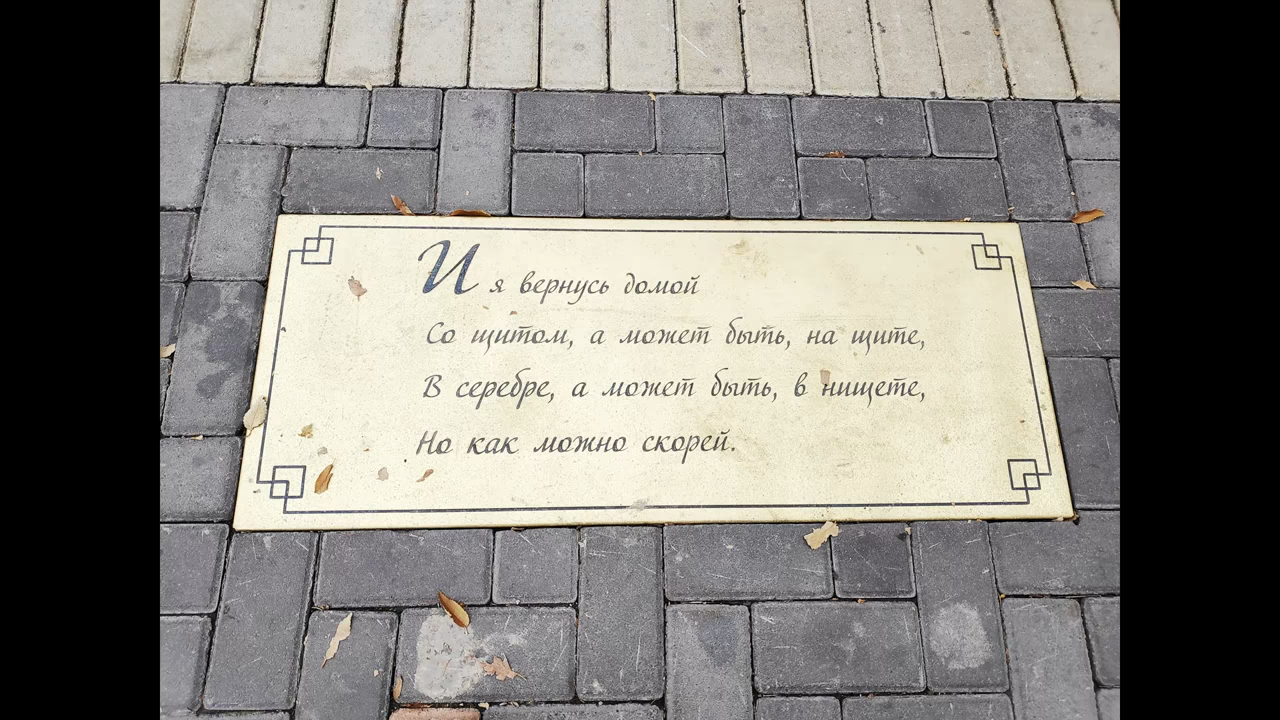 И я вернусь домой
Со щитом, а может быть, на щите,
В серебре, а может быть, в нищете,
Но как можно скорей.